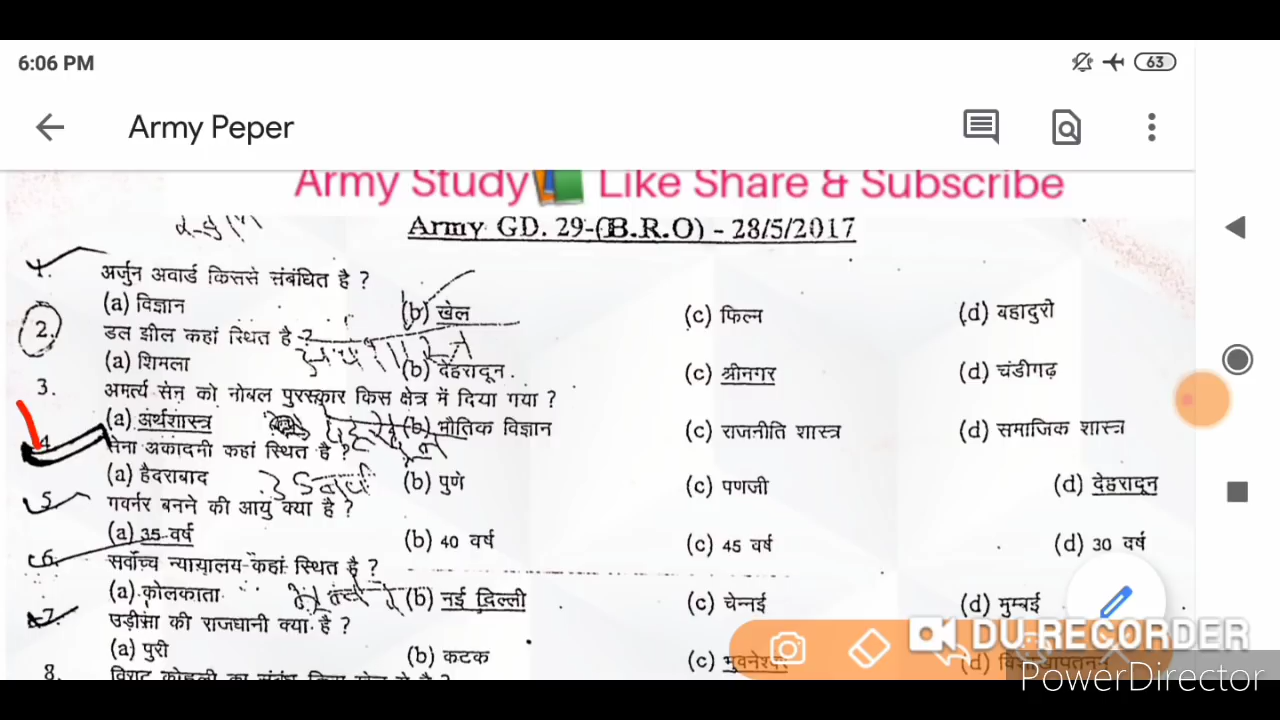 6:06 PM
63
Army Peper
Army Study Like Share & Subscribe
Army GD. 29-(B.R.O) - 28/5/2017
1. अर्जुन अवार्ड किससे संबंधित है ?
(a) विज्ञान (b) खेल (c) फिल्म (d) बहादुरी
2. डल झील कहां स्थित है ?
(a) शिमला (b) देहरादून (c) श्रीनगर (d) चंडीगढ़
3. अमर्त्य सेन को नोबल पुरस्कार किस क्षेत्र में दिया गया ?
(a) अर्थशास्त्र (b) भौतिक विज्ञान (c) राजनीति शास्त्र (d) समाजिक शास्त्र
4. सेना अकादमी कहां स्थित है ?
(a) हैदराबाद (b) पुणे (c) पणजी (d) देहरादून
5. गवर्नर बनने की आयु क्या है ?
(a) 35 वर्ष (b) 40 वर्ष (c) 45 वर्ष (d) 30 वर्ष
6. सर्वोच्च न्यायालय कहां स्थित है ?
(a) कोलकाता (b) नई दिल्ली (c) चेन्नई (d) मुम्बई
7. उड़ीसा की राजधानी क्या है ?
(a) पुरी (b) कटक (c) भुवनेश्वर (d)
8. विराट कोहली का संबंध किस खेल से है ?
DU RECORDER
PowerDirector